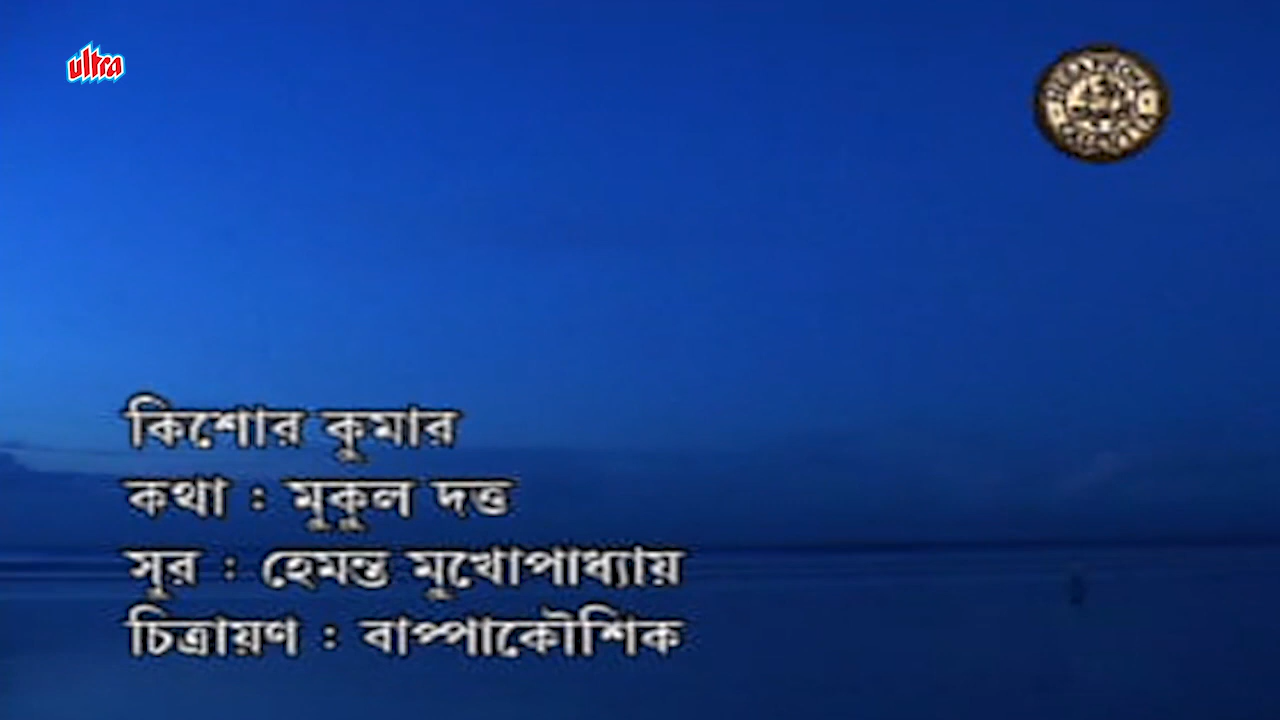 ultra
কিশোর কুমার
কথা : মুকুল দত্ত
সুর : হেমন্ত মুখোপাধ্যায়
চিত্রায়ণ : বাপ্পাকৌশিক